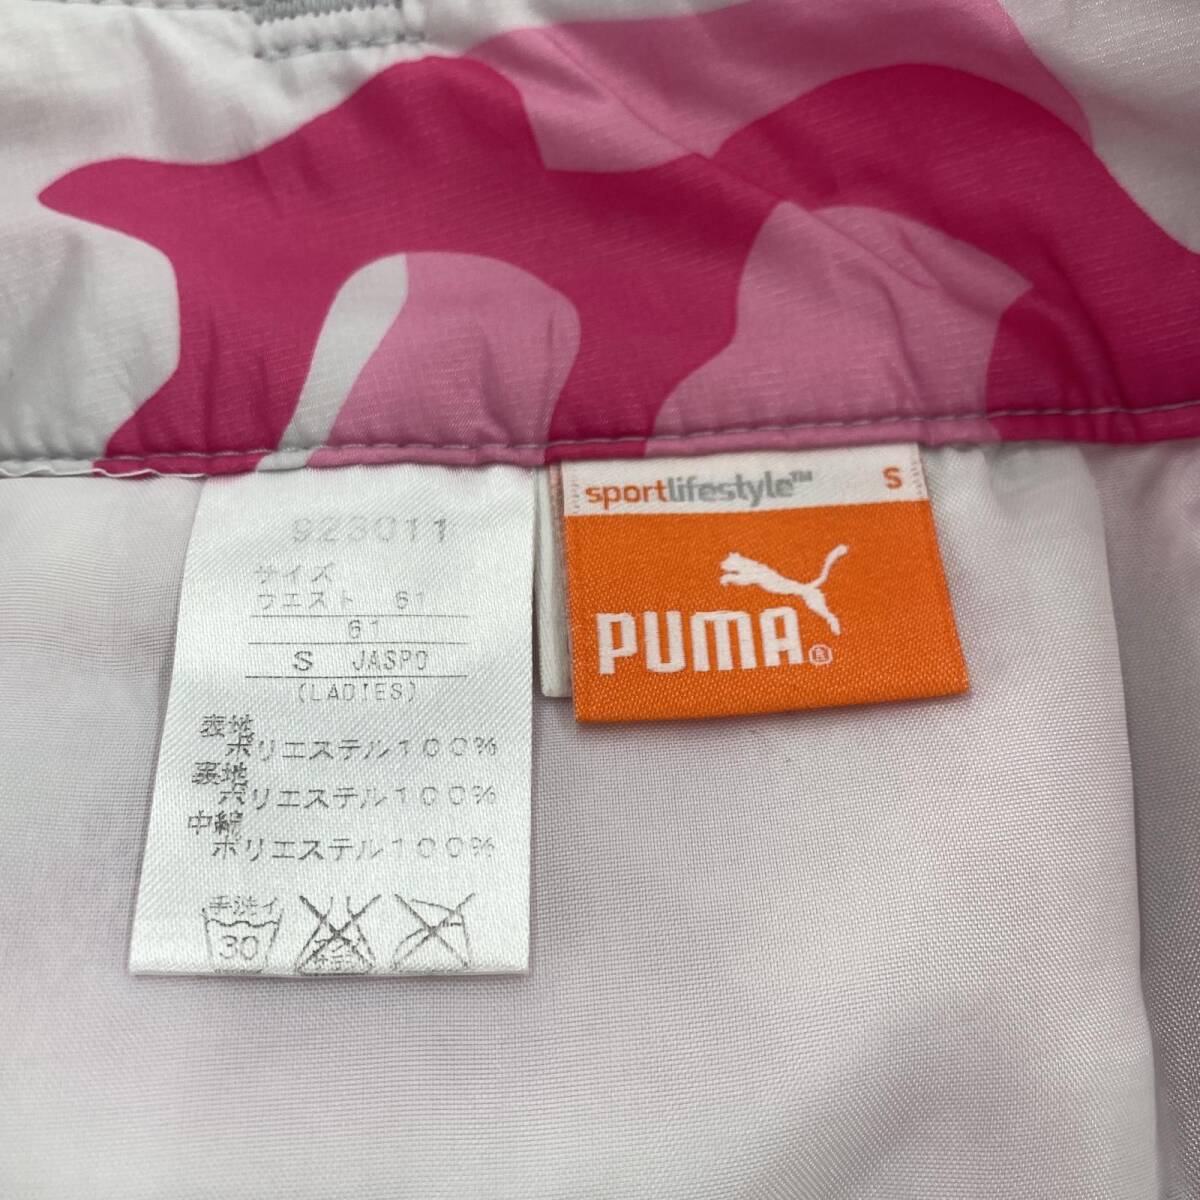 923011
サイズ
ウエスト 61
61
S JASPO
(LADIES)
表地
ポリエステル100%
裏地
ポリエステル100%
中綿
ポリエステル100%
手洗イ
30
sportlifestyle™ S
PUMA®